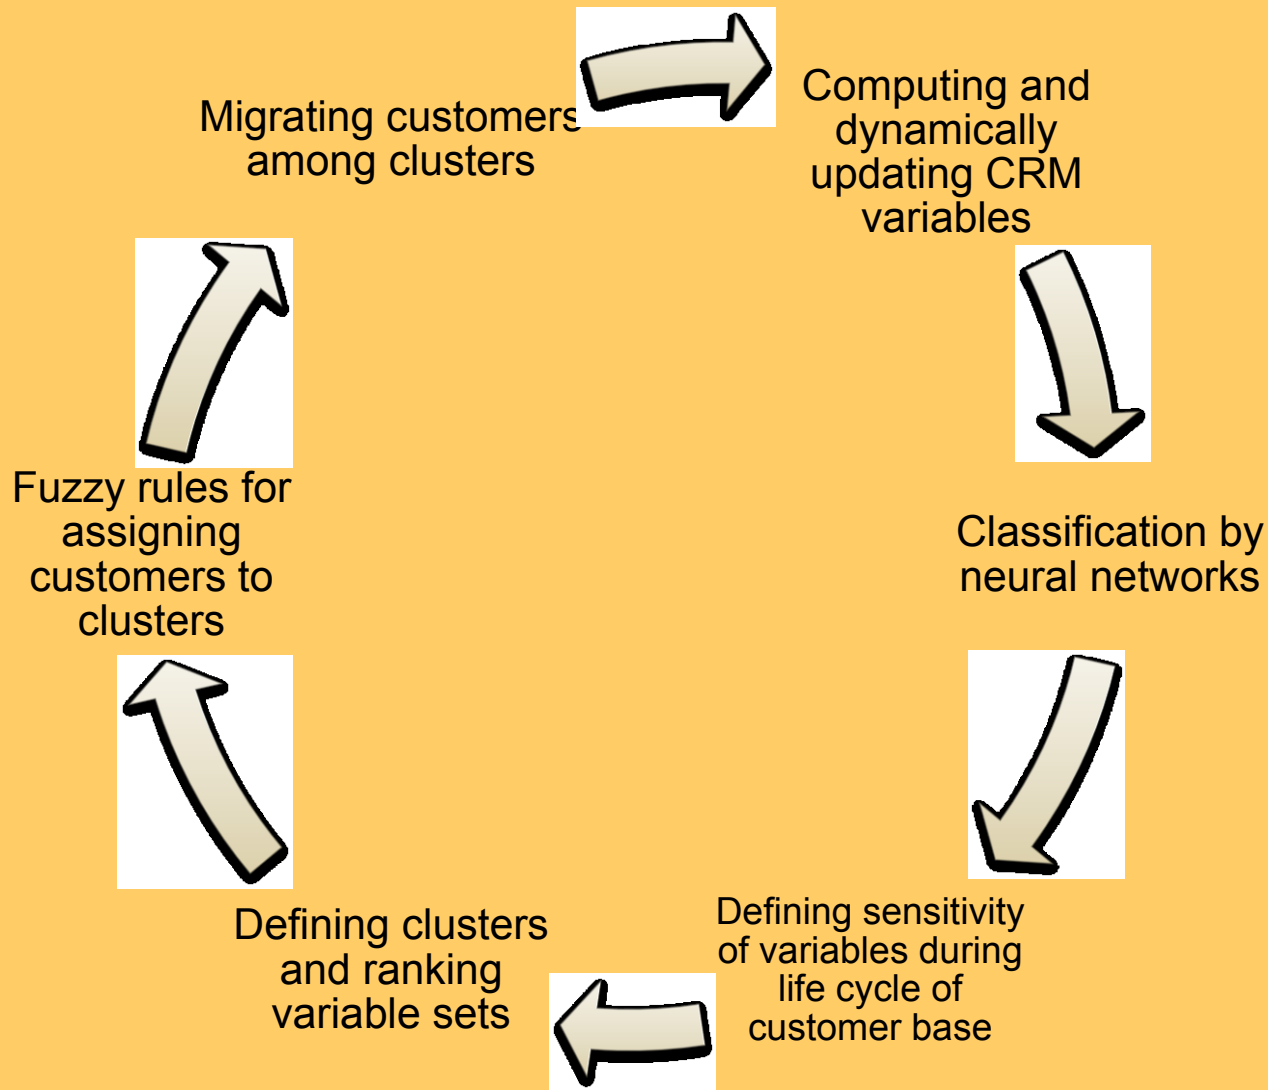 Migrating customers
among clusters
Computing and
dynamically
updating CRM
variables
Classification by
neural networks
Defining sensitivity
of variables during
life cycle of
customer base
Defining clusters
and ranking
variable sets
Fuzzy rules for
assigning
customers to
clusters